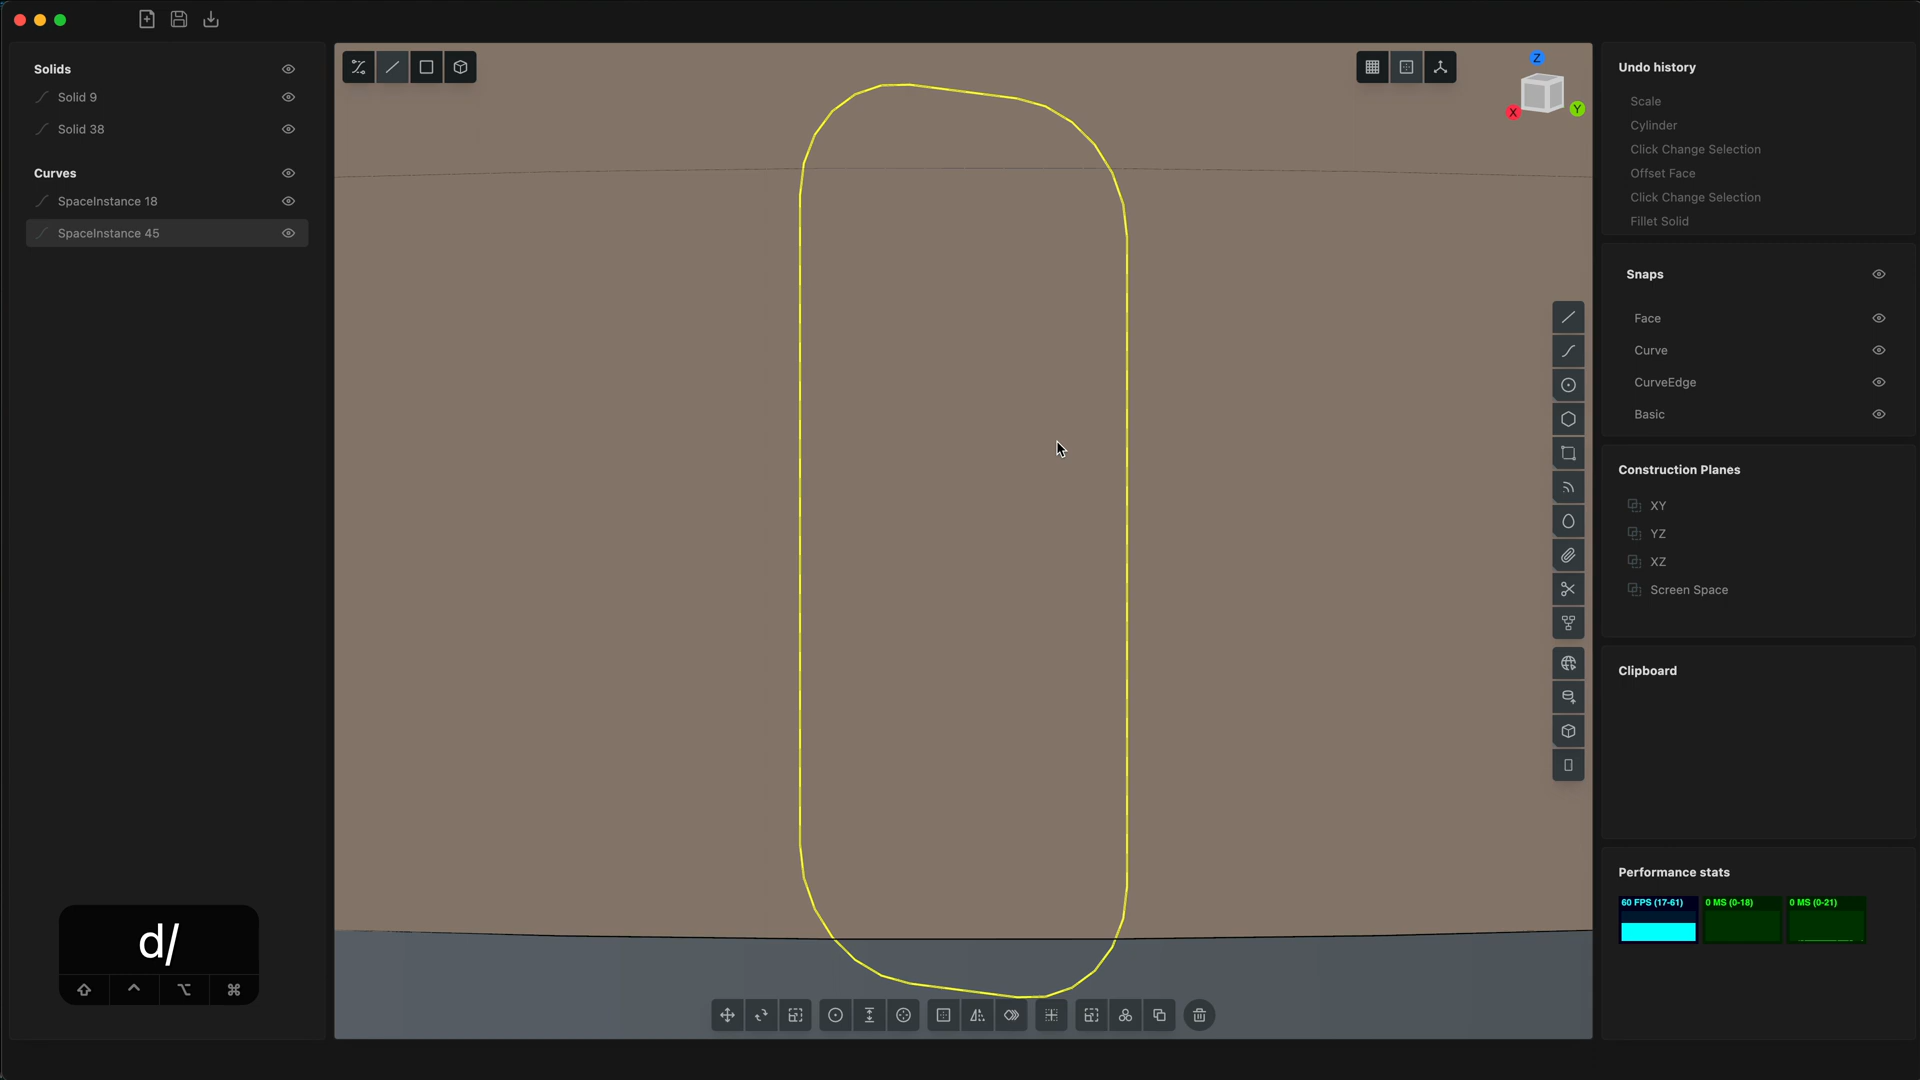 Solids
Solid 9
Solid 38
Curves
SpaceInstance 18
SpaceInstance 45
d/
Z
X
Y
Undo history
Scale
Cylinder
Click Change Selection
Offset Face
Click Change Selection
Fillet Solid
Snaps
Face
Curve
CurveEdge
Basic
Construction Planes
XY
YZ
XZ
Screen Space
Clipboard
Performance stats
60 FPS (17-61)
0 MS (0-18)
0 MS (0-21)